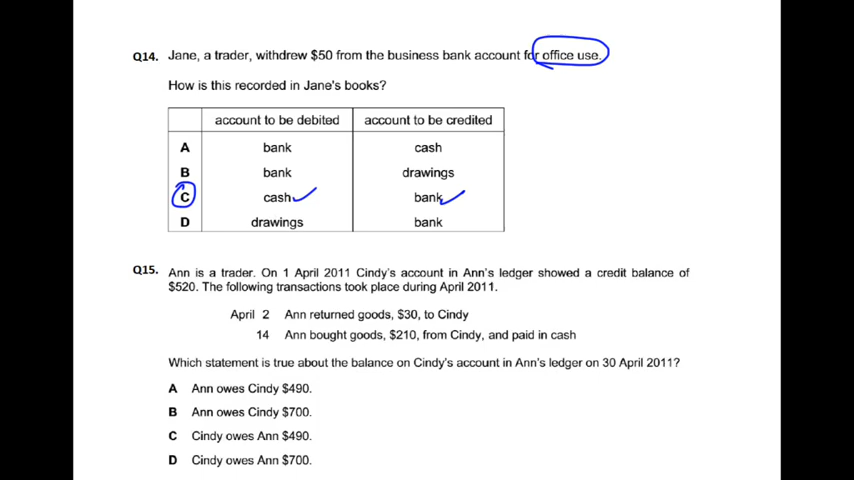 Q14. Jane, a trader, withdrew $50 from the business bank account for office use.
How is this recorded in Jane's books?
account to be debited account to be credited
A bank cash
B bank drawings
C cash bank
D drawings bank
Q15. Ann is a trader. On 1 April 2011 Cindy's account in Ann's ledger showed a credit balance of
$520. The following transactions took place during April 2011.
April 2 Ann returned goods, $30, to Cindy
14 Ann bought goods, $210, from Cindy, and paid in cash
Which statement is true about the balance on Cindy's account in Ann's ledger on 30 April 2011?
A Ann owes Cindy $490.
B Ann owes Cindy $700.
C Cindy owes Ann $490.
D Cindy owes Ann $700.